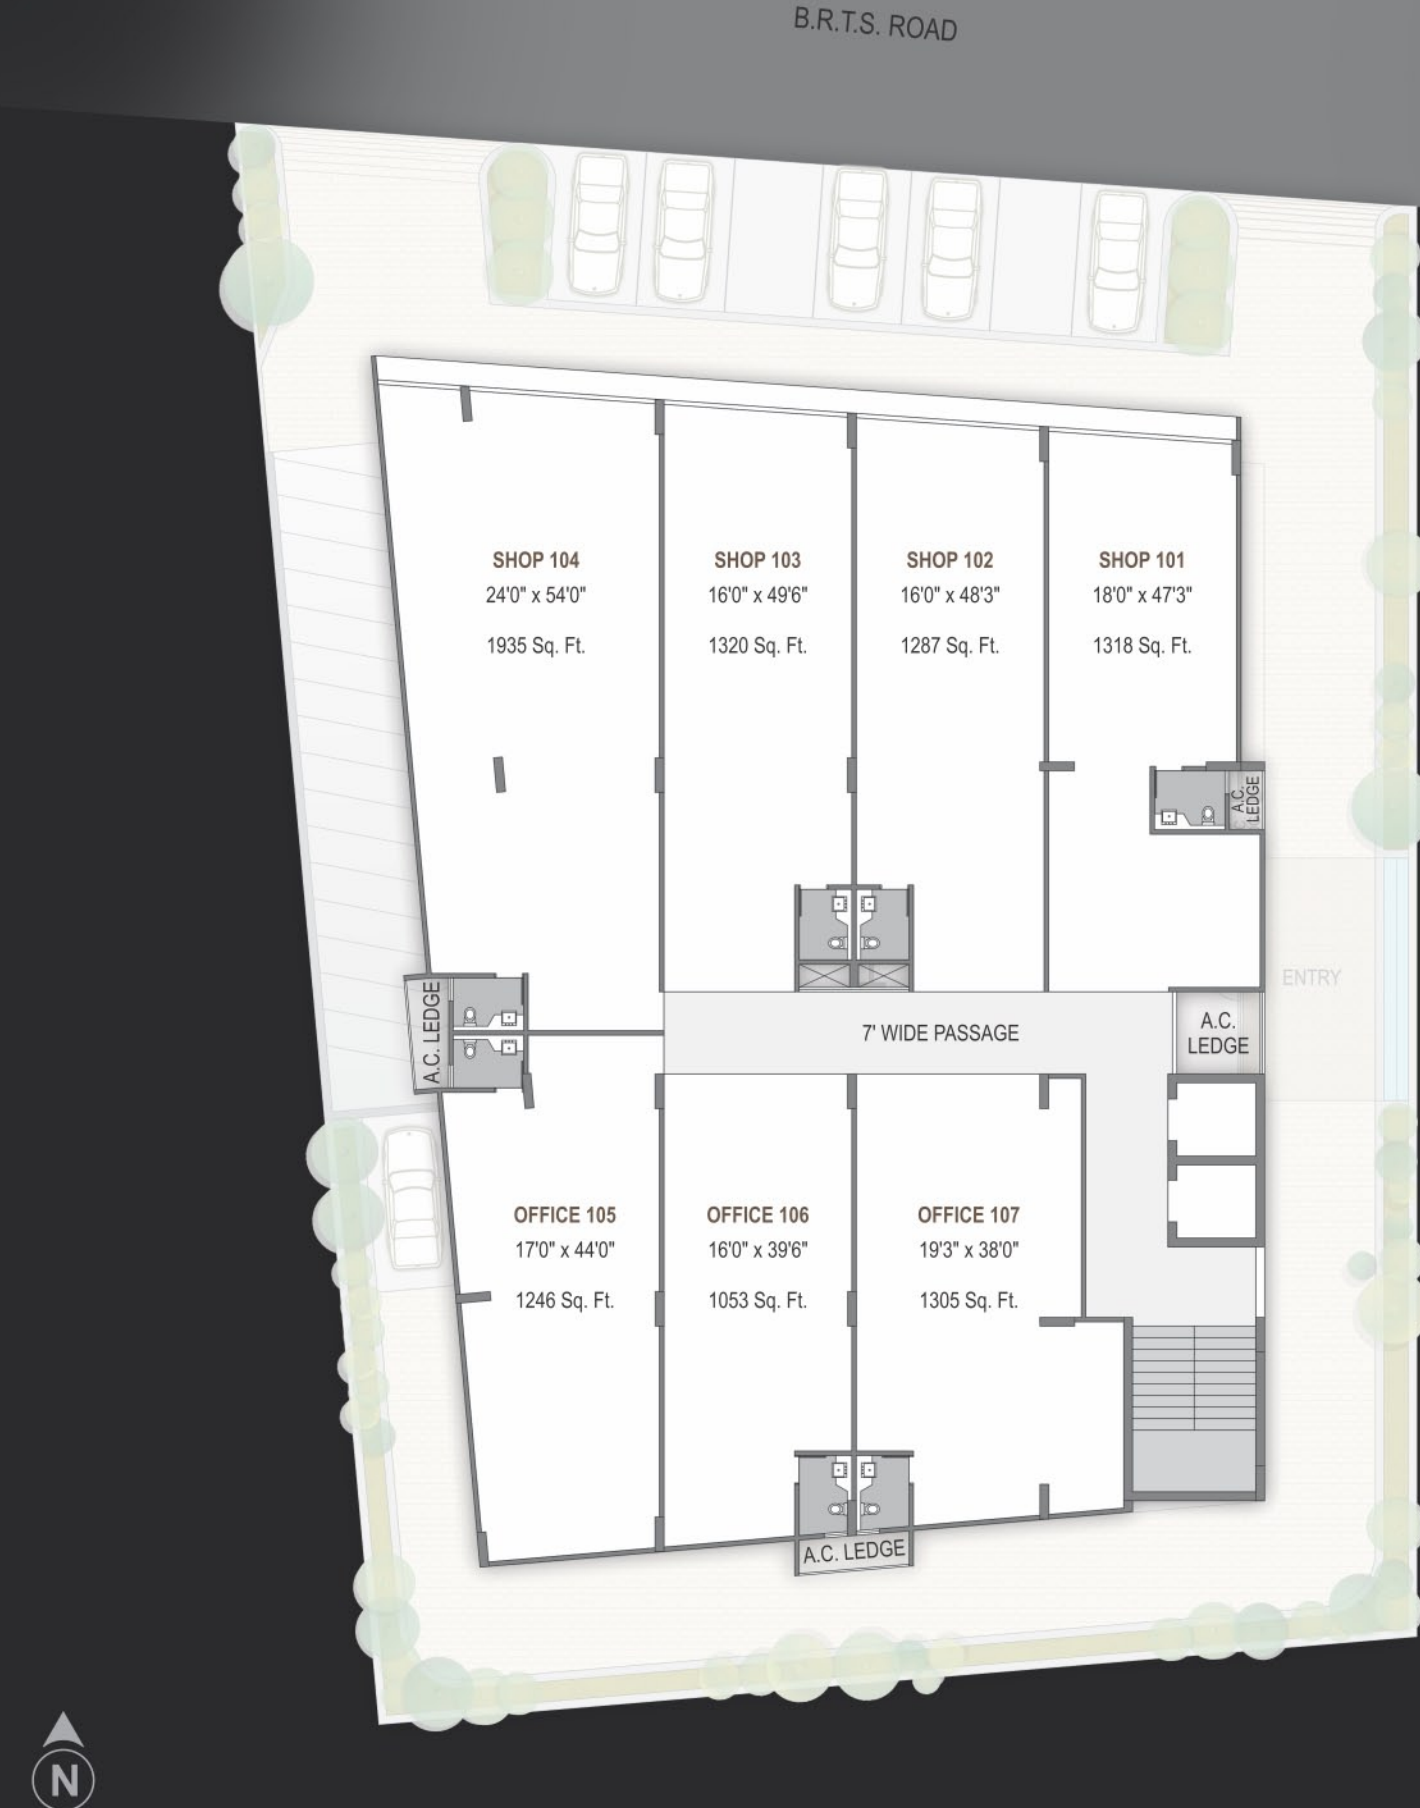 B.R.T.S. ROAD
SHOP 104
24'0" x 54'0"
1935 Sq. Ft.
SHOP 103
16'0" x 49'6"
1320 Sq. Ft.
SHOP 102
16'0" x 48'3"
1287 Sq. Ft.
SHOP 101
18'0" x 47'3"
1318 Sq. Ft.
A.C.
LEDGE
A.C. LEDGE
7' WIDE PASSAGE
A.C.
LEDGE
ENTRY
OFFICE 105
17'0" x 44'0"
1246 Sq. Ft.
OFFICE 106
16'0" x 39'6"
1053 Sq. Ft.
OFFICE 107
19'3" x 38'0"
1305 Sq. Ft.
A.C. LEDGE
N